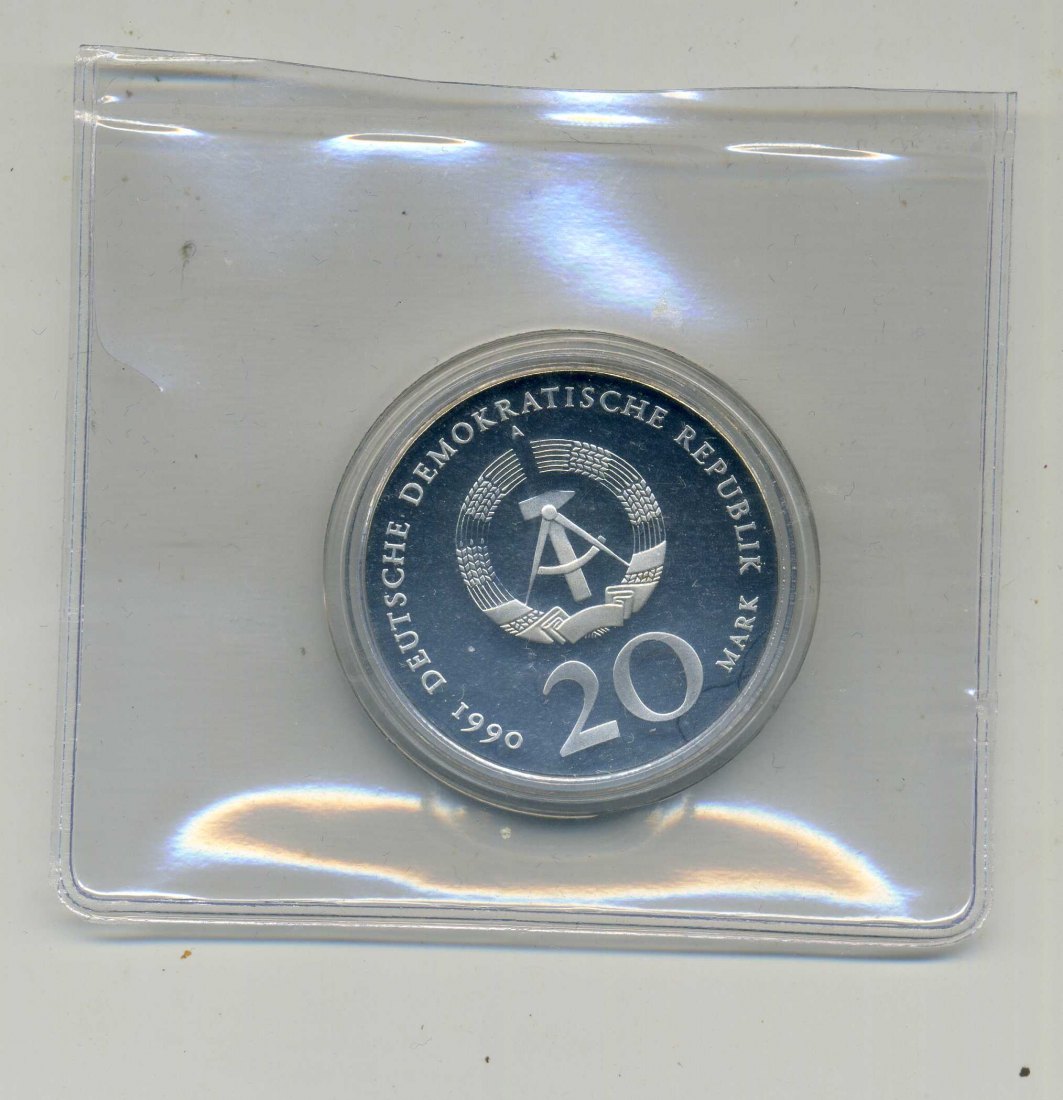 DEUTSCHE DEMOKRATISCHE REPUBLIK
A
20
MARK
1990